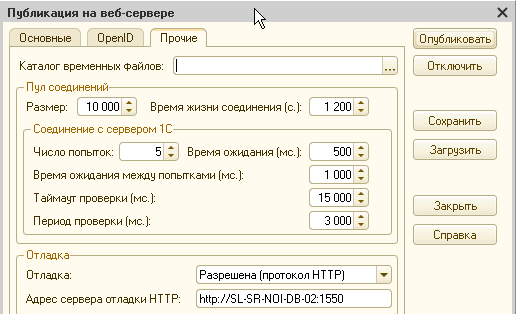 Публикация на веб-сервере
Основные OpenID Прочие
Опубликовать
Каталог временных файлов: ...
Отключить
Пул соединений
Размер: 10 000 Время жизни соединения (с.): 1 200
Соединение с сервером 1С
Сохранить
Число попыток: 5 Время ожидания (мс.): 500
Загрузить
Время ожидания между попытками (мс.): 1 000
Таймаут проверки (мс.): 15 000
Закрыть
Период проверки (мс.): 3 000
Справка
Отладка
Отладка: Разрешена (протокол HTTP)
Адрес сервера отладки HTTP: http://SL-SR-NOI-DB-02:1550